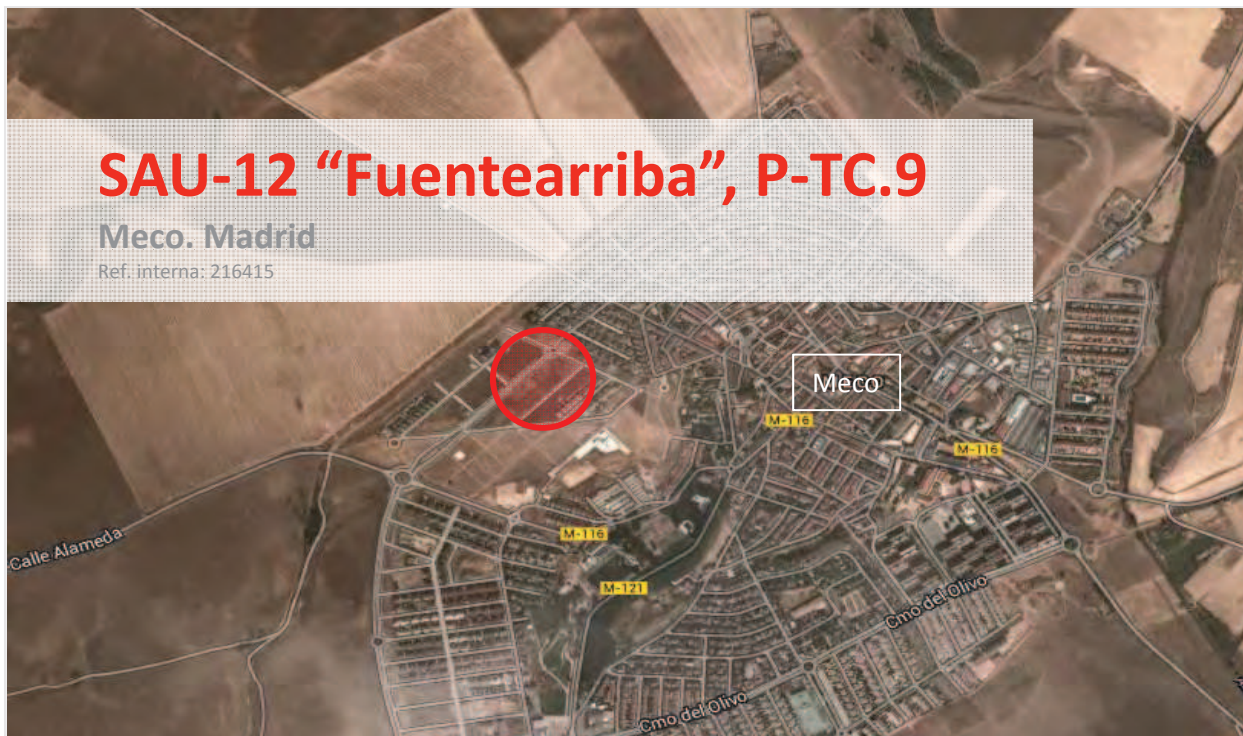 SAU-12 “Fuentearriba”, P-TC.9
Meco. Madrid
Ref. interna: 216415
Meco
M-116
M-116
Calle Alameda
M-116
M-121
Cmo del Olivo
Cmo del Olivo